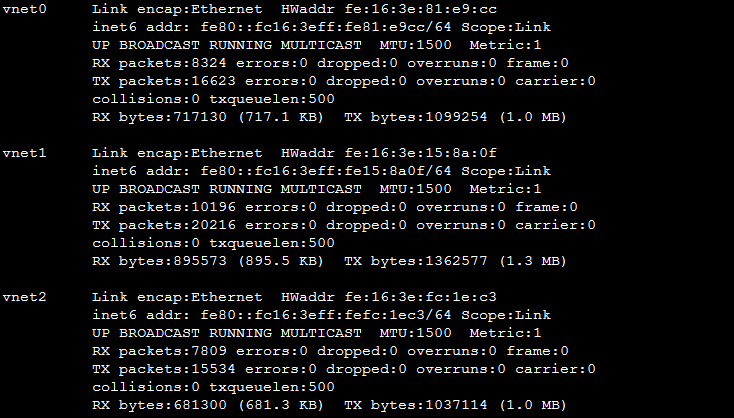 vnet0     Link encap:Ethernet  HWaddr fe:16:3e:81:e9:cc
          inet6 addr: fe80::fc16:3eff:fe81:e9cc/64 Scope:Link
          UP BROADCAST RUNNING MULTICAST  MTU:1500  Metric:1
          RX packets:8324 errors:0 dropped:0 overruns:0 frame:0
          TX packets:16623 errors:0 dropped:0 overruns:0 carrier:0
          collisions:0 txqueuelen:500
          RX bytes:717130 (717.1 KB)  TX bytes:1099254 (1.0 MB)

vnet1     Link encap:Ethernet  HWaddr fe:16:3e:15:8a:0f
          inet6 addr: fe80::fc16:3eff:fe15:8a0f/64 Scope:Link
          UP BROADCAST RUNNING MULTICAST  MTU:1500  Metric:1
          RX packets:10196 errors:0 dropped:0 overruns:0 frame:0
          TX packets:20216 errors:0 dropped:0 overruns:0 carrier:0
          collisions:0 txqueuelen:500
          RX bytes:895573 (895.5 KB)  TX bytes:1362577 (1.3 MB)

vnet2     Link encap:Ethernet  HWaddr fe:16:3e:fc:1e:c3
          inet6 addr: fe80::fc16:3eff:fefc:1ec3/64 Scope:Link
          UP BROADCAST RUNNING MULTICAST  MTU:1500  Metric:1
          RX packets:7809 errors:0 dropped:0 overruns:0 frame:0
          TX packets:15534 errors:0 dropped:0 overruns:0 carrier:0
          collisions:0 txqueuelen:500
          RX bytes:681300 (681.3 KB)  TX bytes:1037114 (1.0 MB)